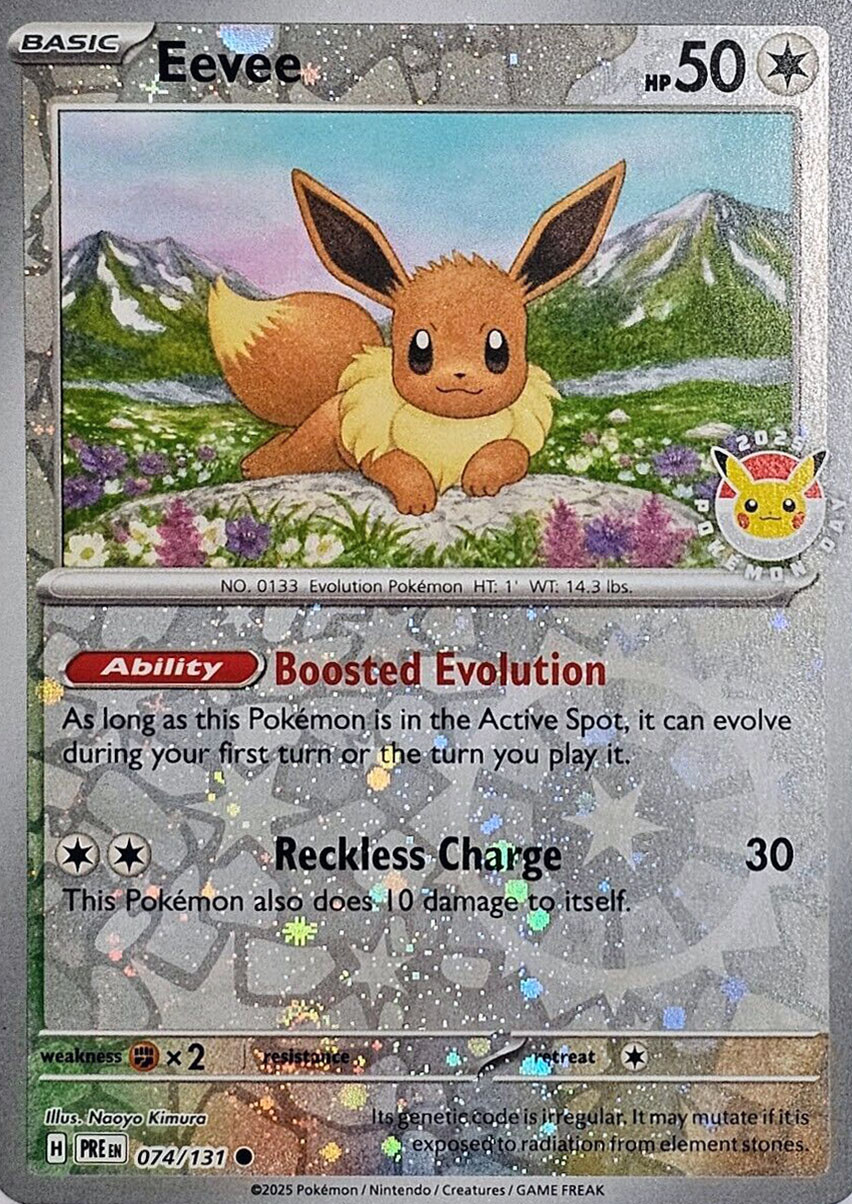 BASIC Eevee HP 50
2025
POKÉMON DAY
NO. 0133 Evolution Pokémon HT: 1' WT: 14.3 lbs.
Ability Boosted Evolution
As long as this Pokémon is in the Active Spot, it can evolve
during your first turn or the turn you play it.
Reckless Charge 30
This Pokémon also does 10 damage to itself.
weakness ×2 resistance retreat
Illus. Naoyo Kimura
Its genetic code is irregular. It may mutate if it is
exposed to radiation from element stones.
H PRE EN 074/131
©2025 Pokémon / Nintendo / Creatures / GAME FREAK